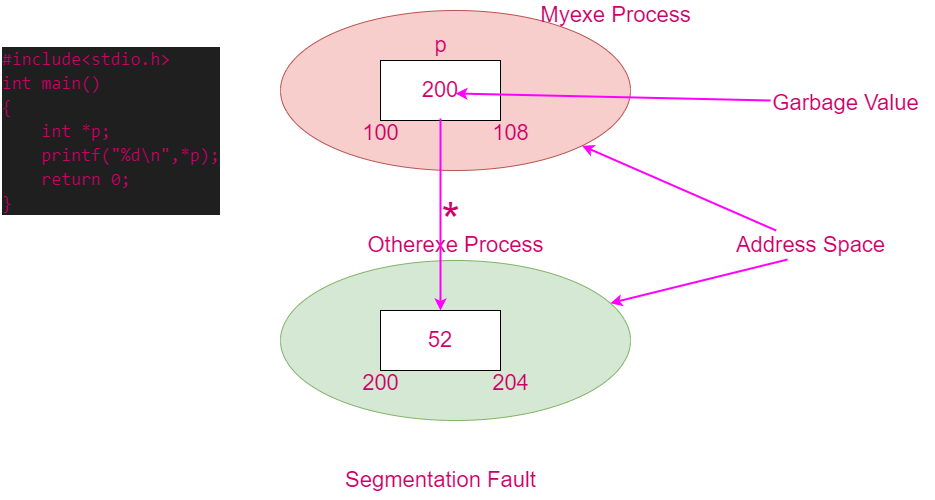 Myexe Process
#include<stdio.h>
int main()
{
    int *p;
    printf("%d\n",*p);
    return 0;
}
p
200
100
108
Garbage Value
*
Otherexe Process
Address Space
52
200
204
Segmentation Fault